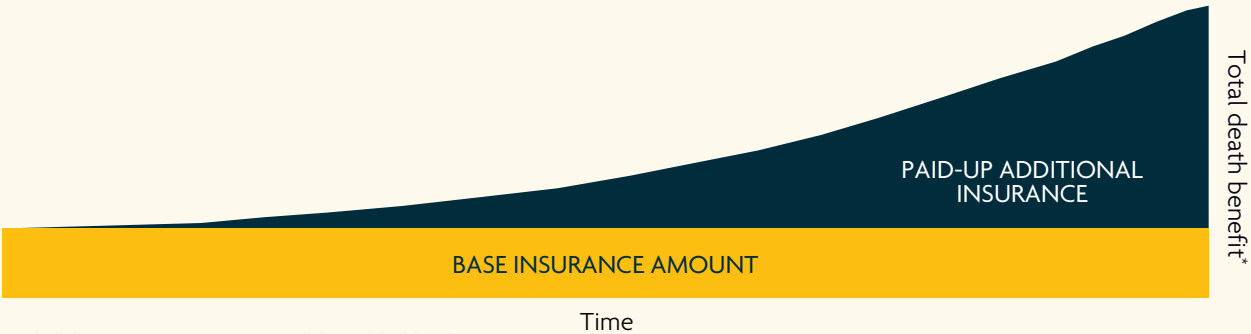 PAID-UP ADDITIONAL
INSURANCE
BASE INSURANCE AMOUNT
Total death benefit*
Time